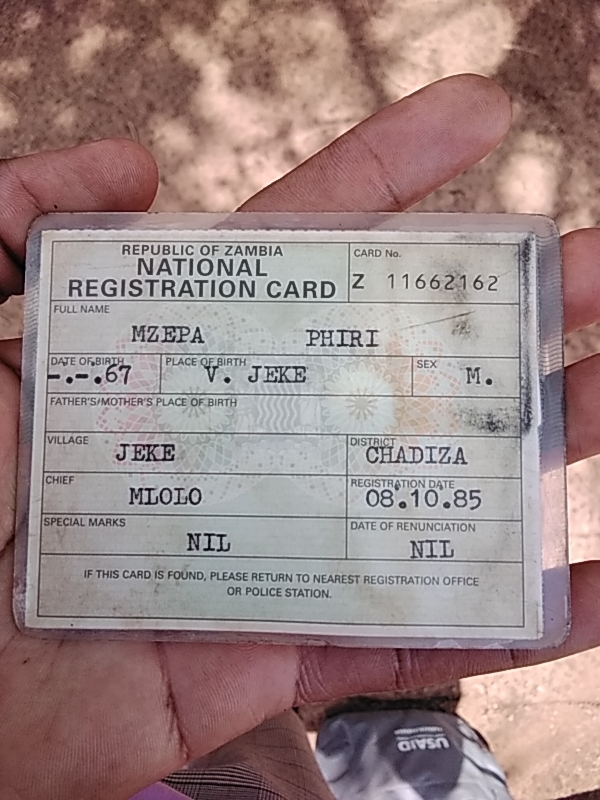 REPUBLIC OF ZAMBIA
NATIONAL
REGISTRATION CARD
CARD No.
Z 11662162
FULL NAME
MZEPA PHIRI
DATE OF BIRTH
-.-.67
PLACE OF BIRTH
V. JEKE
SEX
M.
FATHER'S/MOTHER'S PLACE OF BIRTH
VILLAGE
JEKE
DISTRICT
CHADIZA
CHIEF
MLOLO
REGISTRATION DATE
08.10.85
SPECIAL MARKS
NIL
DATE OF RENUNCIATION
NIL
IF THIS CARD IS FOUND, PLEASE RETURN TO NEAREST REGISTRATION OFFICE
OR POLICE STATION.
USAID